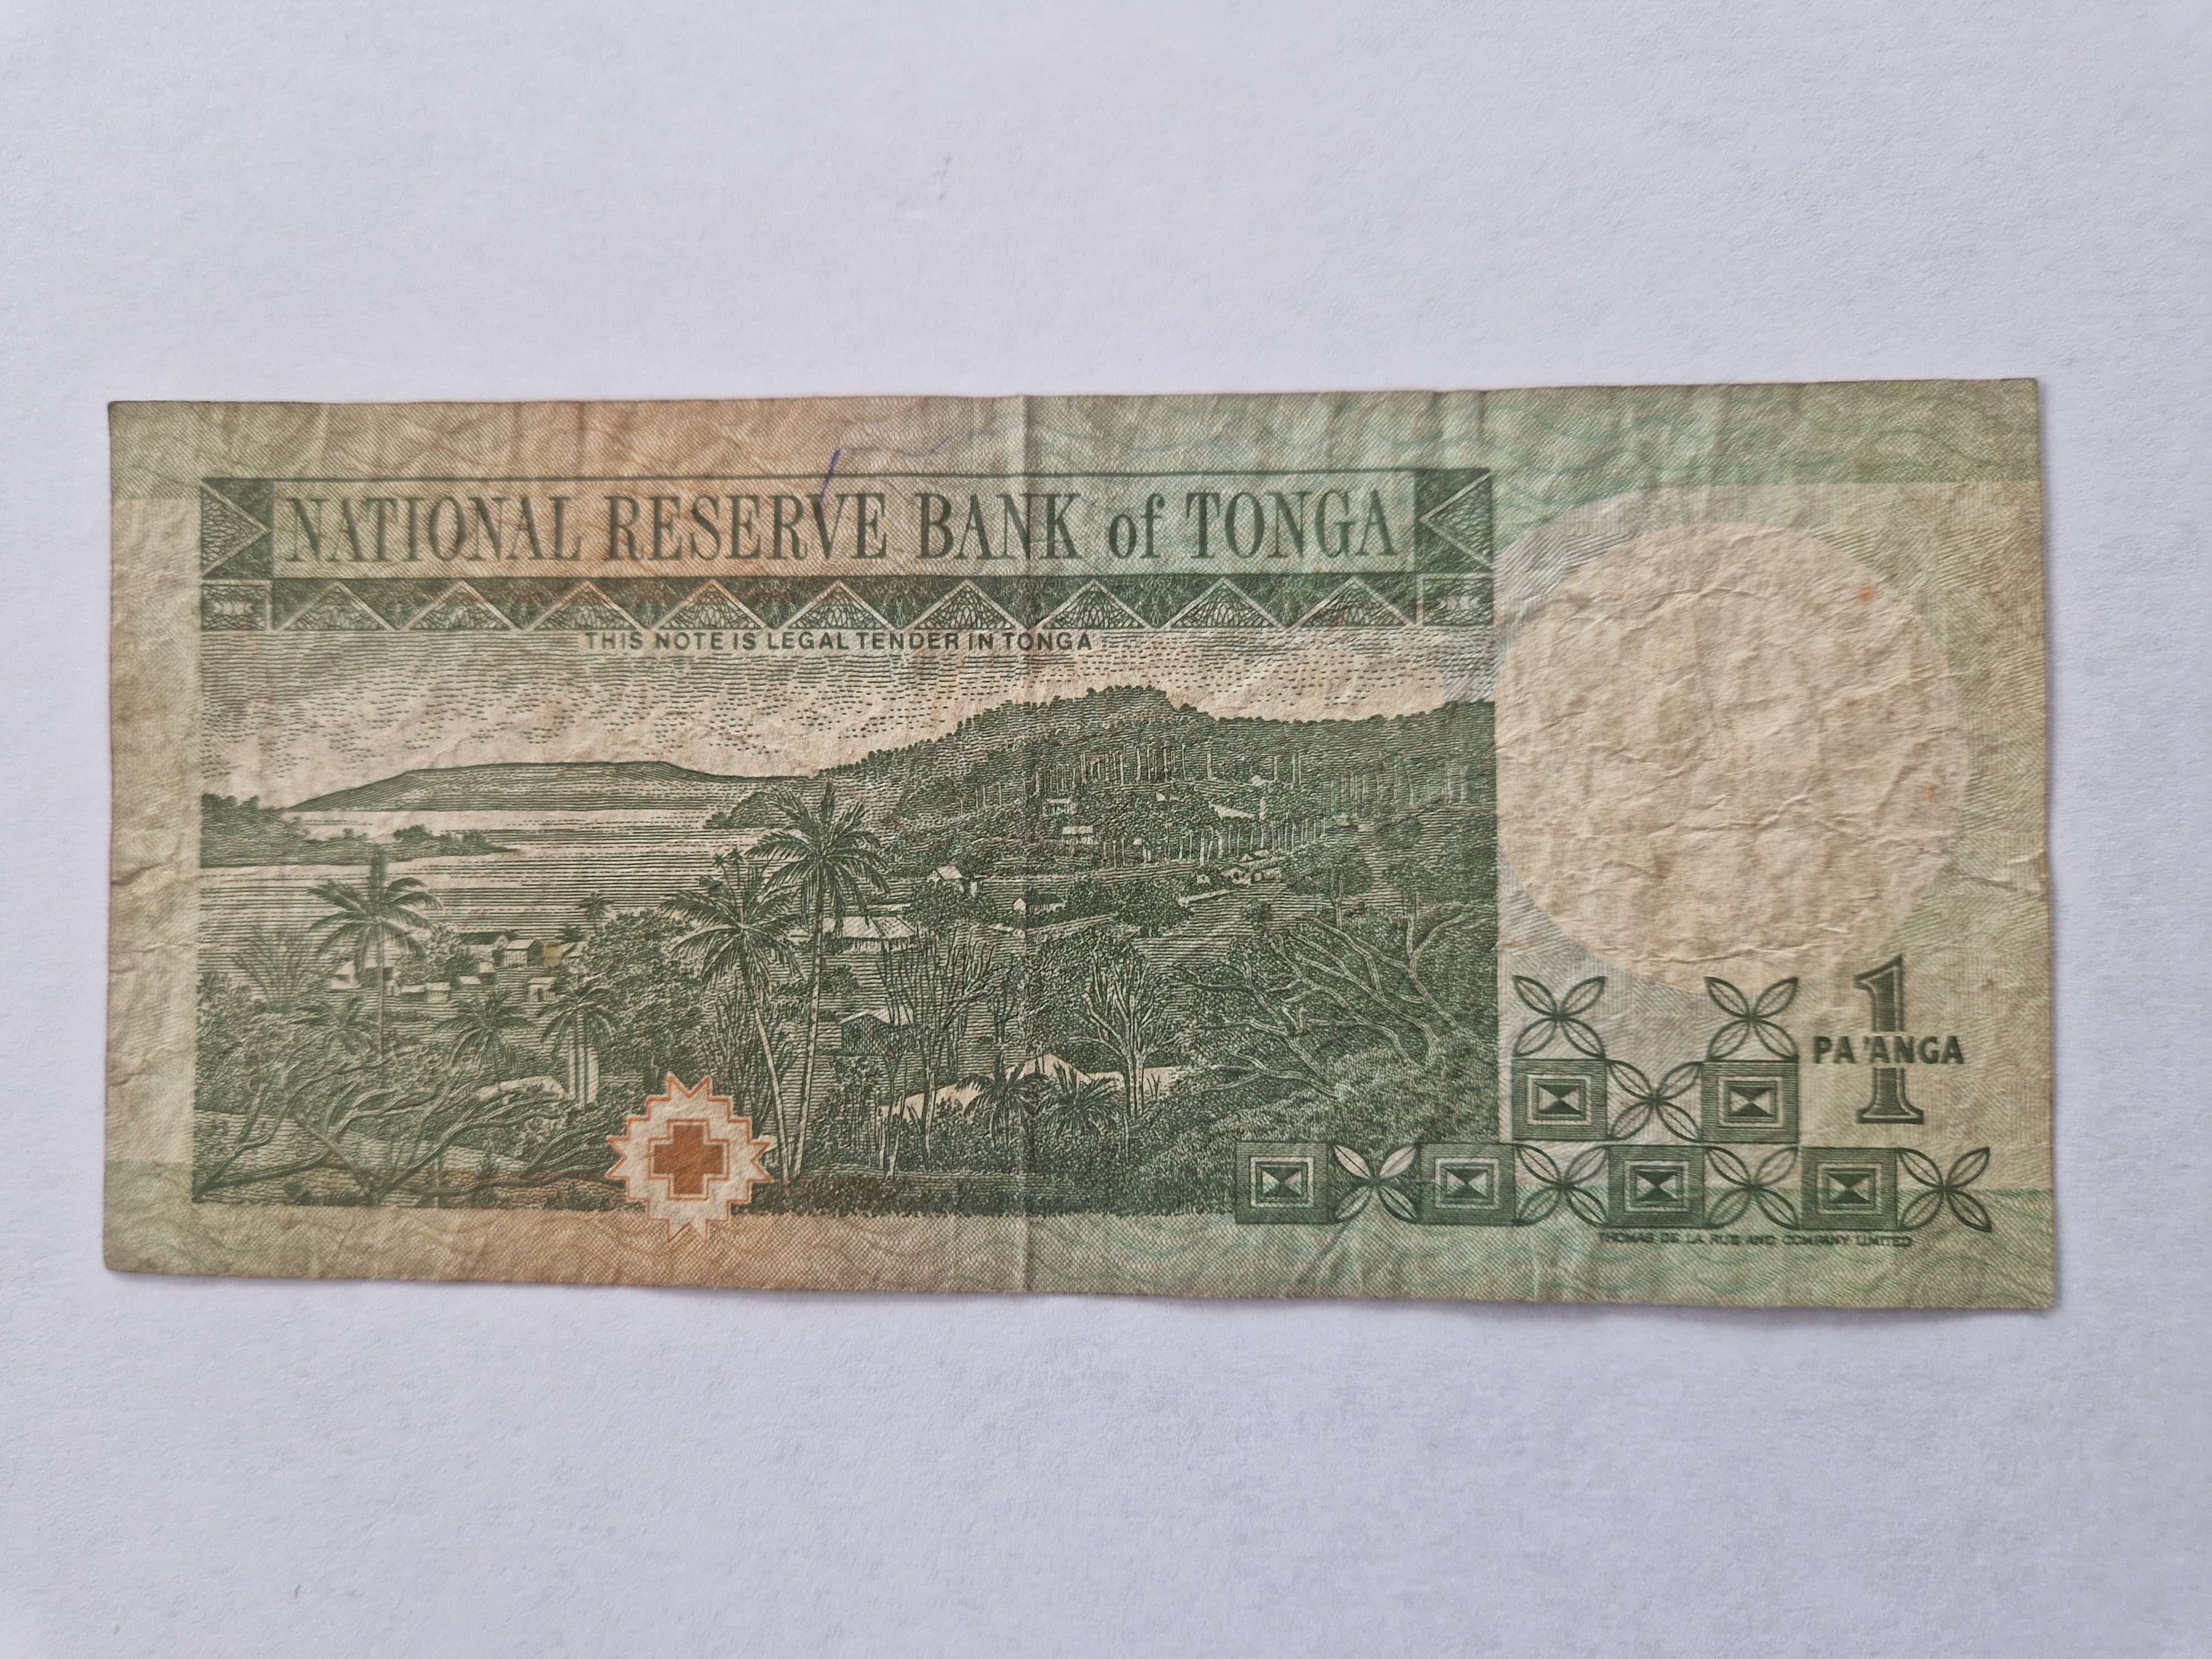 NATIONAL RESERVE BANK of TONGA
THIS NOTE IS LEGAL TENDER IN TONGA
1
PA'ANGA
THOMAS DE LA RUE AND COMPANY LIMITED